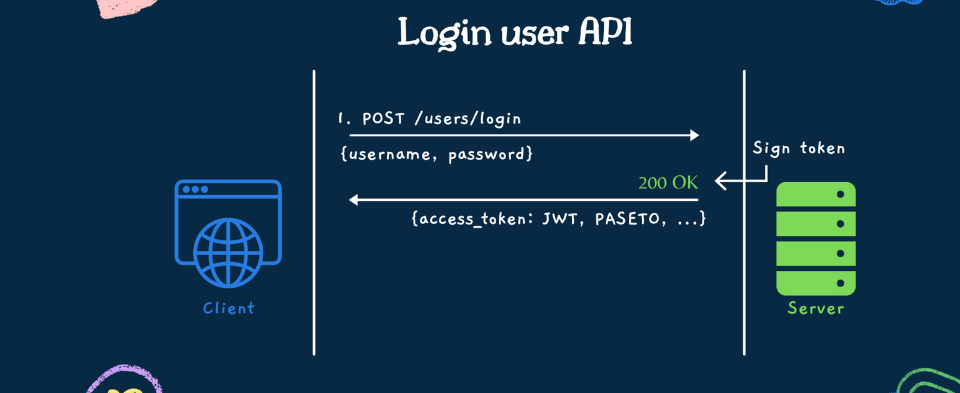 Login user API
1. POST /users/login
{username, password}
Sign token
200 OK
{access_token: JWT, PASETO, ...}
Client
Server